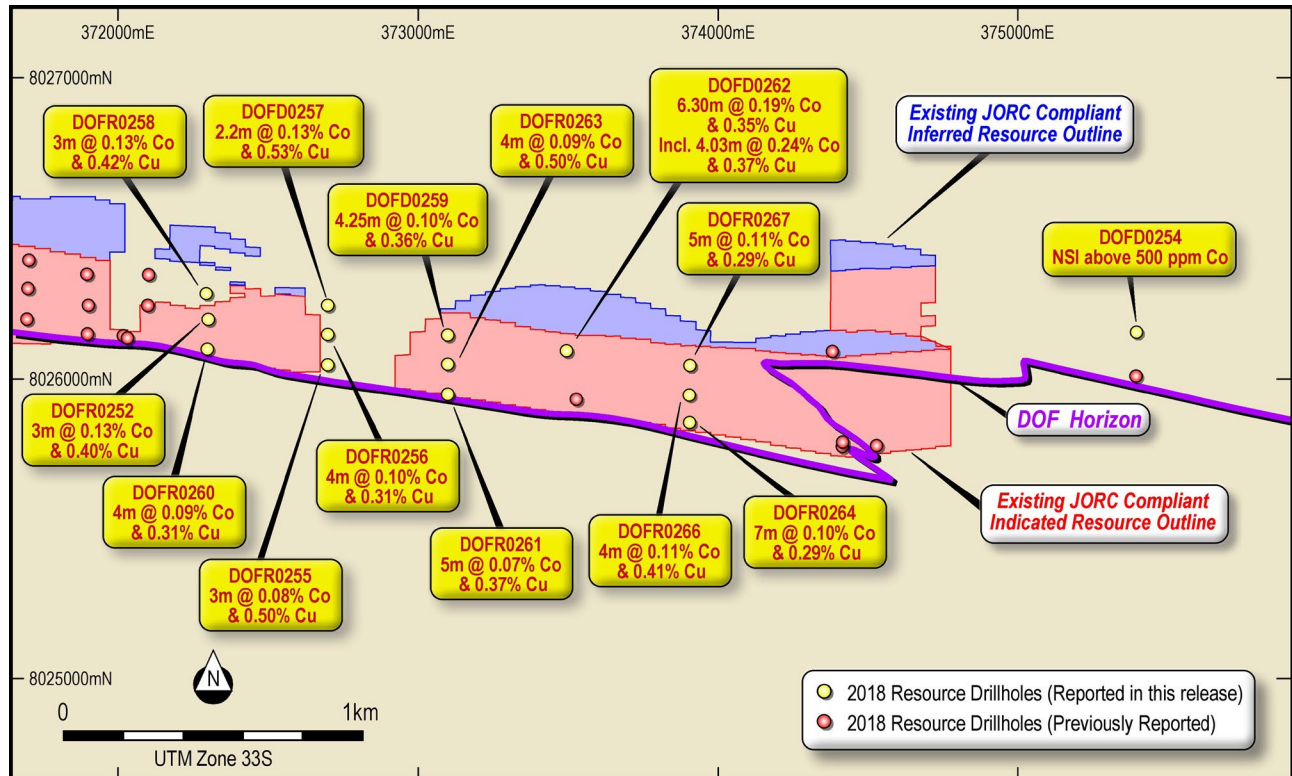 372000mE
373000mE
374000mE
375000mE
8027000mN
DOFR0258
3m @ 0.13% Co
& 0.42% Cu
DOFD0257
2.2m @ 0.13% Co
& 0.53% Cu
DOFR0263
4m @ 0.09% Co
& 0.50% Cu
DOFD0262
6.30m @ 0.19% Co
& 0.35% Cu
Incl. 4.03m @ 0.24% Co
& 0.37% Cu
Existing JORC Compliant
Inferred Resource Outline
DOFD0259
4.25m @ 0.10% Co
& 0.36% Cu
DOFR0267
5m @ 0.11% Co
& 0.29% Cu
DOFD0254
NSI above 500 ppm Co
8026000mN
DOFR0252
3m @ 0.13% Co
& 0.40% Cu
DOF Horizon
DOFR0256
4m @ 0.10% Co
& 0.31% Cu
DOFR0260
4m @ 0.09% Co
& 0.31% Cu
DOFR0261
5m @ 0.07% Co
& 0.37% Cu
DOFR0266
4m @ 0.11% Co
& 0.41% Cu
DOFR0264
7m @ 0.10% Co
& 0.29% Cu
Existing JORC Compliant
Indicated Resource Outline
DOFR0255
3m @ 0.08% Co
& 0.50% Cu
8025000mN
N
0 1km
UTM Zone 33S
2018 Resource Drillholes (Reported in this release)
2018 Resource Drillholes (Previously Reported)